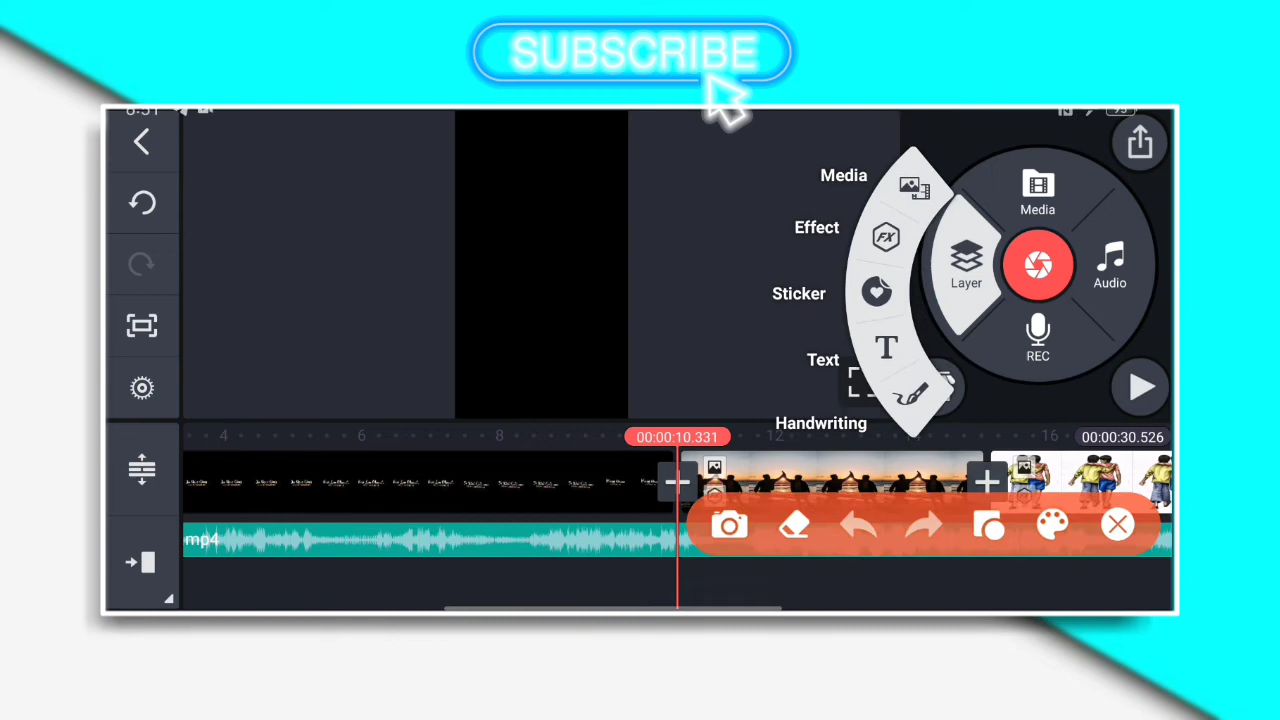 SUBSCRIBE
Media
Effect
Sticker
Text
Handwriting
FX
T
Media
Layer
Audio
REC
4
6
8
00:00:10.331
12
16
00:00:30.526
mp4